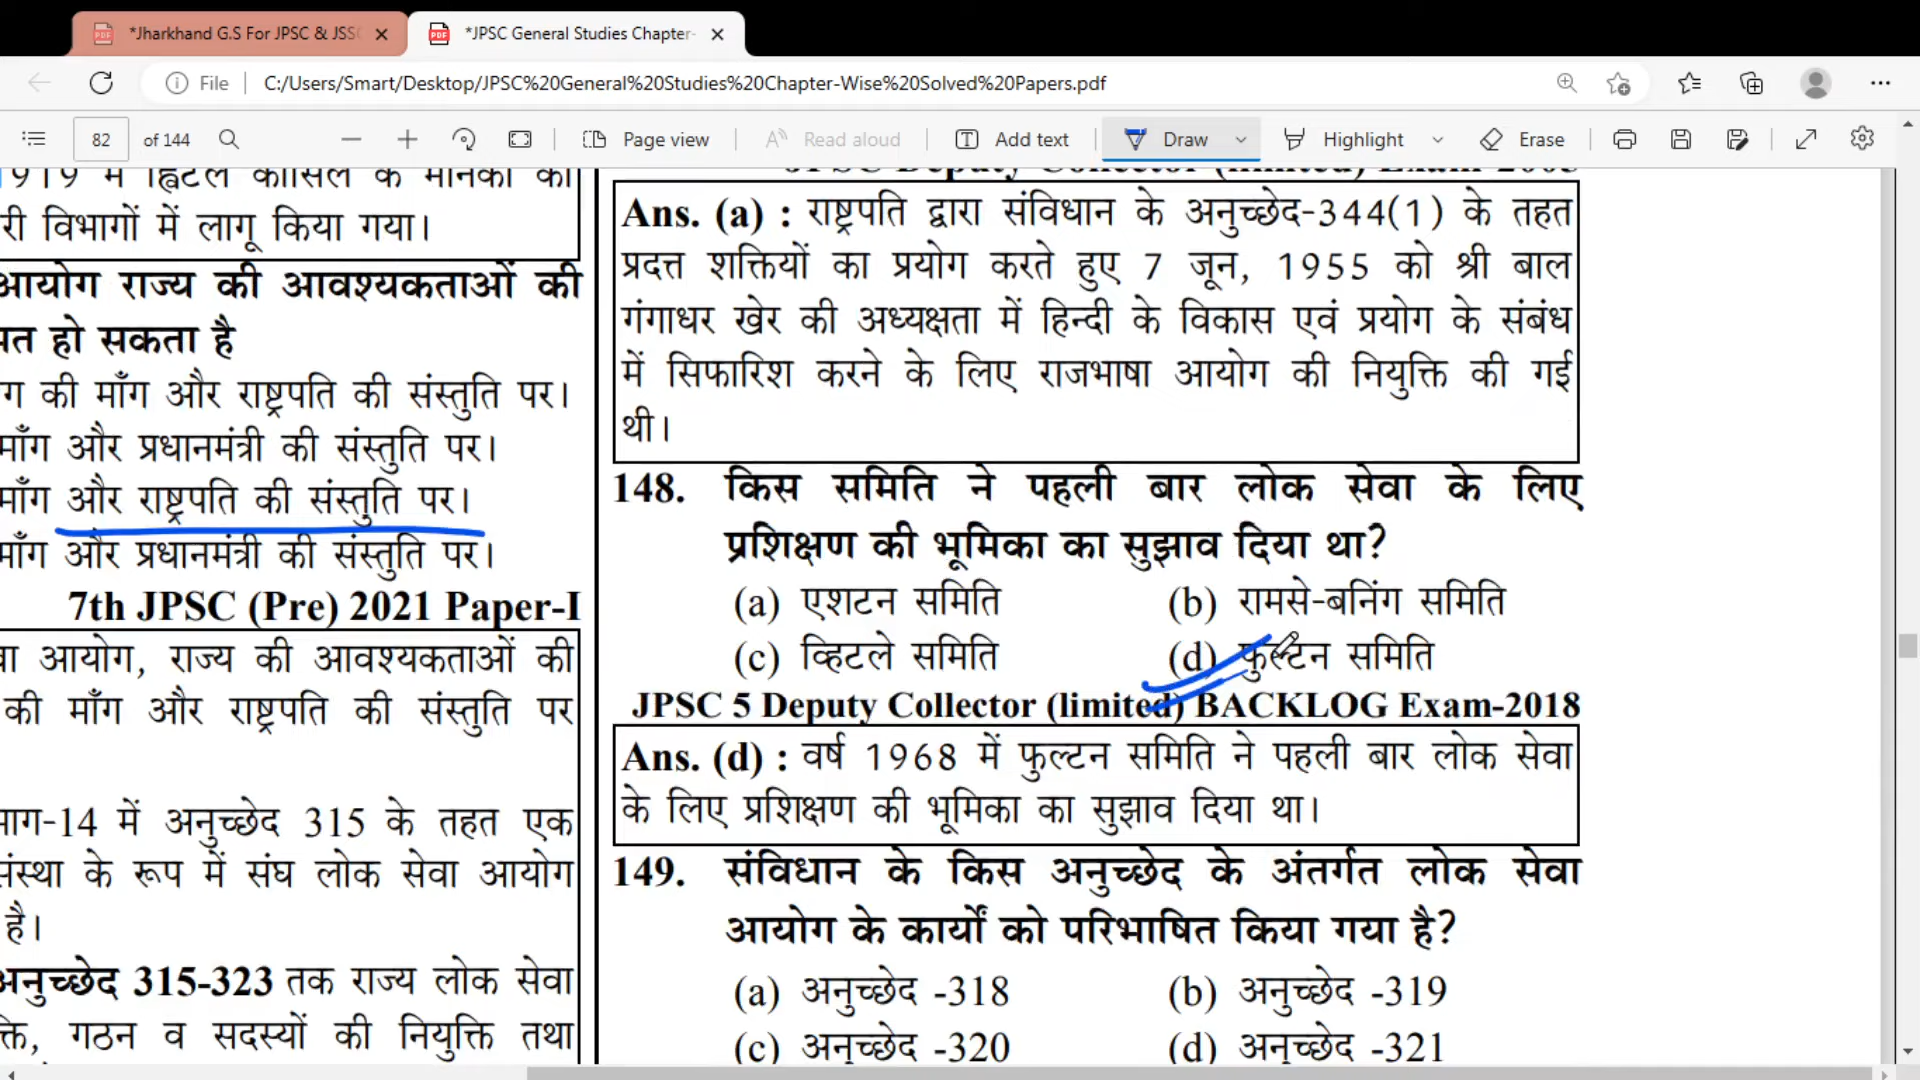 *Jharkhand G.S For JPSC & JSSC
*JPSC General Studies Chapter-
File C:/Users/Smart/Desktop/JPSC%20General%20Studies%20Chapter-Wise%20Solved%20Papers.pdf
82 of 144 Page view Read aloud Add text Draw Highlight Erase
1919 में ह्विटले कौंसिल के मानकों को
री विभागों में लागू किया गया।
आयोग राज्य की आवश्यकताओं की
हो सकता है
की माँग और राष्ट्रपति की संस्तुति पर।
माँग और प्रधानमंत्री की संस्तुति पर।
माँग और राष्ट्रपति की संस्तुति पर।
माँग और प्रधानमंत्री की संस्तुति पर।
7th JPSC (Pre) 2021 Paper-I
वा आयोग, राज्य की आवश्यकताओं की
की माँग और राष्ट्रपति की संस्तुति पर
भाग-14 में अनुच्छेद 315 के तहत एक
संस्था के रूप में संघ लोक सेवा आयोग
है।
अनुच्छेद 315-323 तक राज्य लोक सेवा
क्ति, गठन व सदस्यों की नियुक्ति तथा
Ans. (a) : राष्ट्रपति द्वारा संविधान के अनुच्छेद-344(1) के तहत
प्रदत्त शक्तियों का प्रयोग करते हुए 7 जून, 1955 को श्री बाल
गंगाधर खेर की अध्यक्षता में हिन्दी के विकास एवं प्रयोग के संबंध
में सिफारिश करने के लिए राजभाषा आयोग की नियुक्ति की गई
थी।
148. किस समिति ने पहली बार लोक सेवा के लिए
प्रशिक्षण की भूमिका का सुझाव दिया था?
(a) एशटन समिति (b) रामसे-बनिंग समिति
(c) व्हिटले समिति (d) फुल्टन समिति
JPSC 5 Deputy Collector (limited) BACKLOG Exam-2018
Ans. (d) : वर्ष 1968 में फुल्टन समिति ने पहली बार लोक सेवा
के लिए प्रशिक्षण की भूमिका का सुझाव दिया था।
149. संविधान के किस अनुच्छेद के अंतर्गत लोक सेवा
आयोग के कार्यों को परिभाषित किया गया है?
(a) अनुच्छेद -318 (b) अनुच्छेद -319
(c) अनुच्छेद -320 (d) अनुच्छेद -321